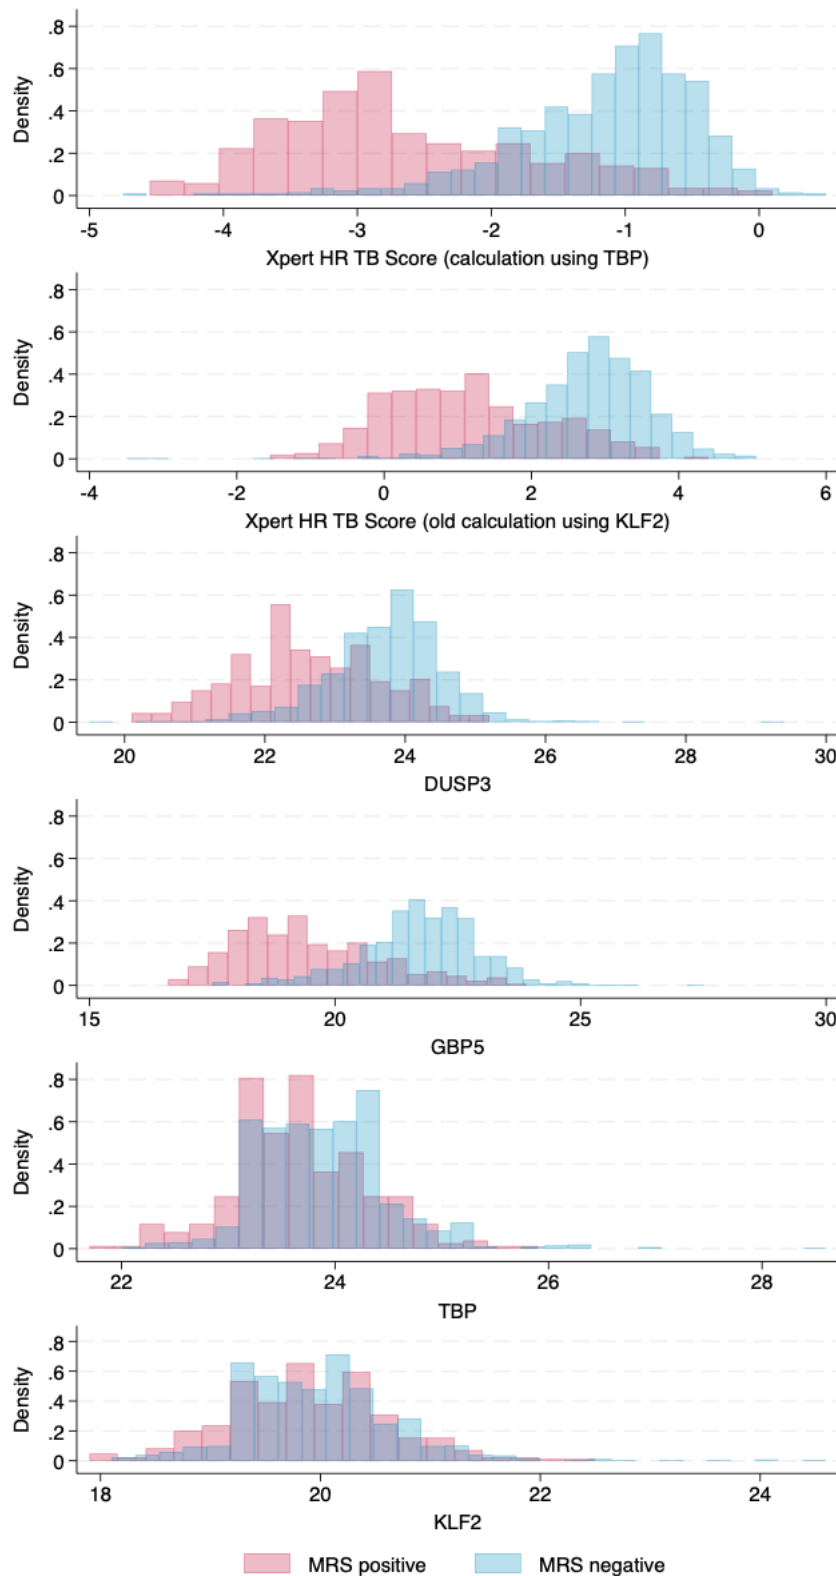 .8
.6
.4
.2
0
Density
-5 -4 -3 -2 -1 0
Xpert HR TB Score (calculation using TBP)
.8
.6
.4
.2
0
Density
-4 -2 0 2 4 6
Xpert HR TB Score (old calculation using KLF2)
.8
.6
.4
.2
0
Density
20 22 24 26 28 30
DUSP3
.8
.6
.4
.2
0
Density
15 20 25 30
GBP5
.8
.6
.4
.2
0
Density
22 24 26 28
TBP
.8
.6
.4
.2
0
Density
18 20 22 24
KLF2
MRS positive MRS negative